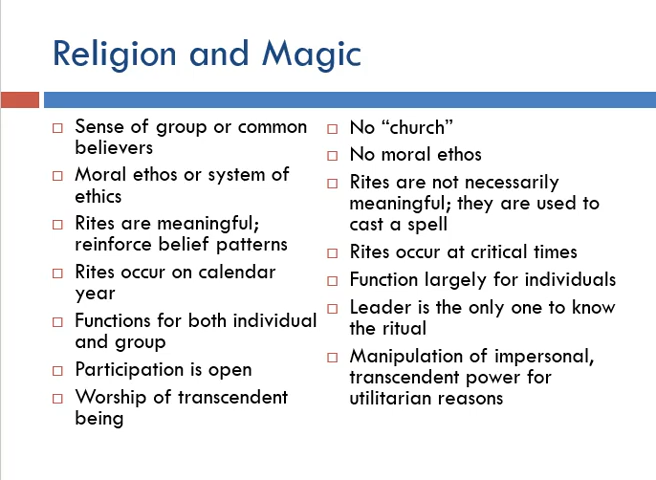 Religion and Magic
Sense of group or common
believers
Moral ethos or system of
ethics
Rites are meaningful;
reinforce belief patterns
Rites occur on calendar
year
Functions for both individual
and group
Participation is open
Worship of transcendent
being
No “church”
No moral ethos
Rites are not necessarily
meaningful; they are used to
cast a spell
Rites occur at critical times
Function largely for individuals
Leader is the only one to know
the ritual
Manipulation of impersonal,
transcendent power for
utilitarian reasons